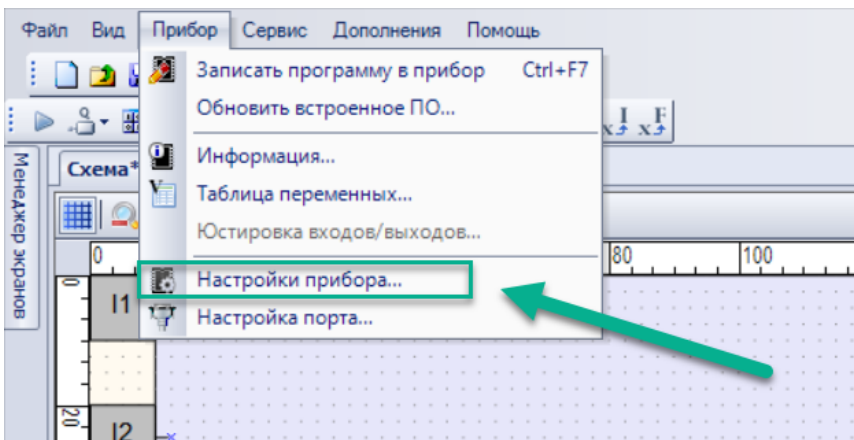 Файл Вид Прибор Сервис Дополнения Помощь
Записать программу в прибор Ctrl+F7
Обновить встроенное ПО...
Информация...
Таблица переменных...
Юстировка входов/выходов...
Настройки прибора...
Настройка порта...
Менеджер экранов
Схема*
0 80 100
0
I1
20
I2